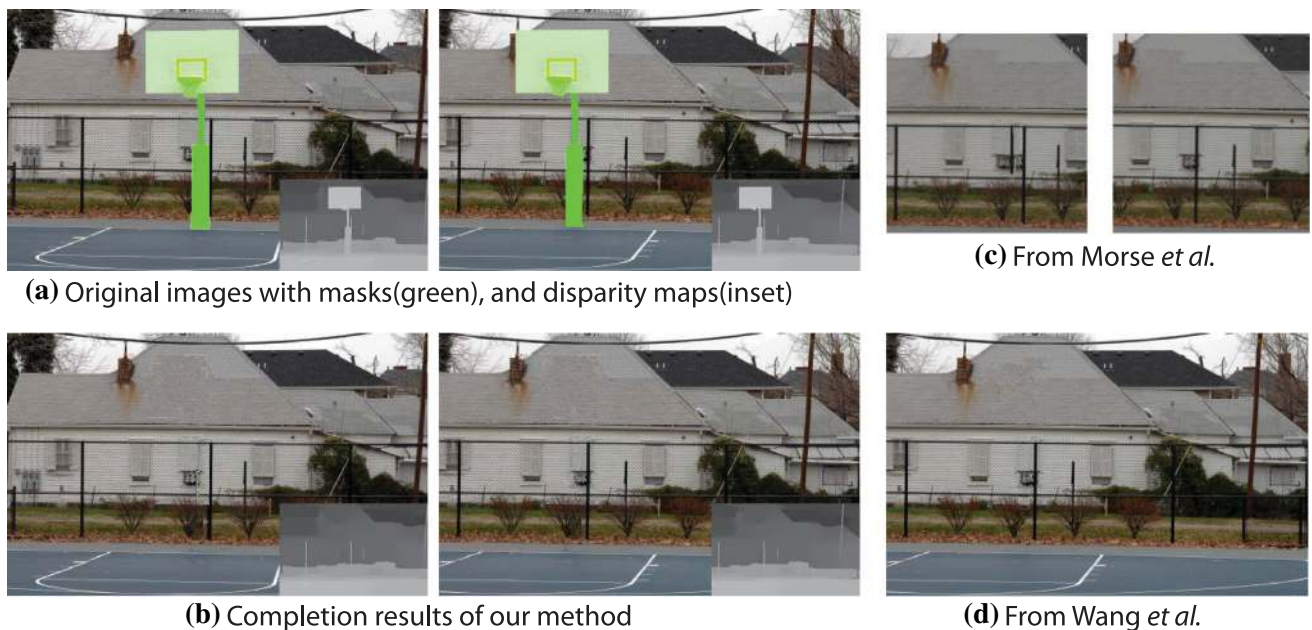 (a) Original images with masks(green), and disparity maps(inset)
(c) From Morse et al.
(b) Completion results of our method
(d) From Wang et al.